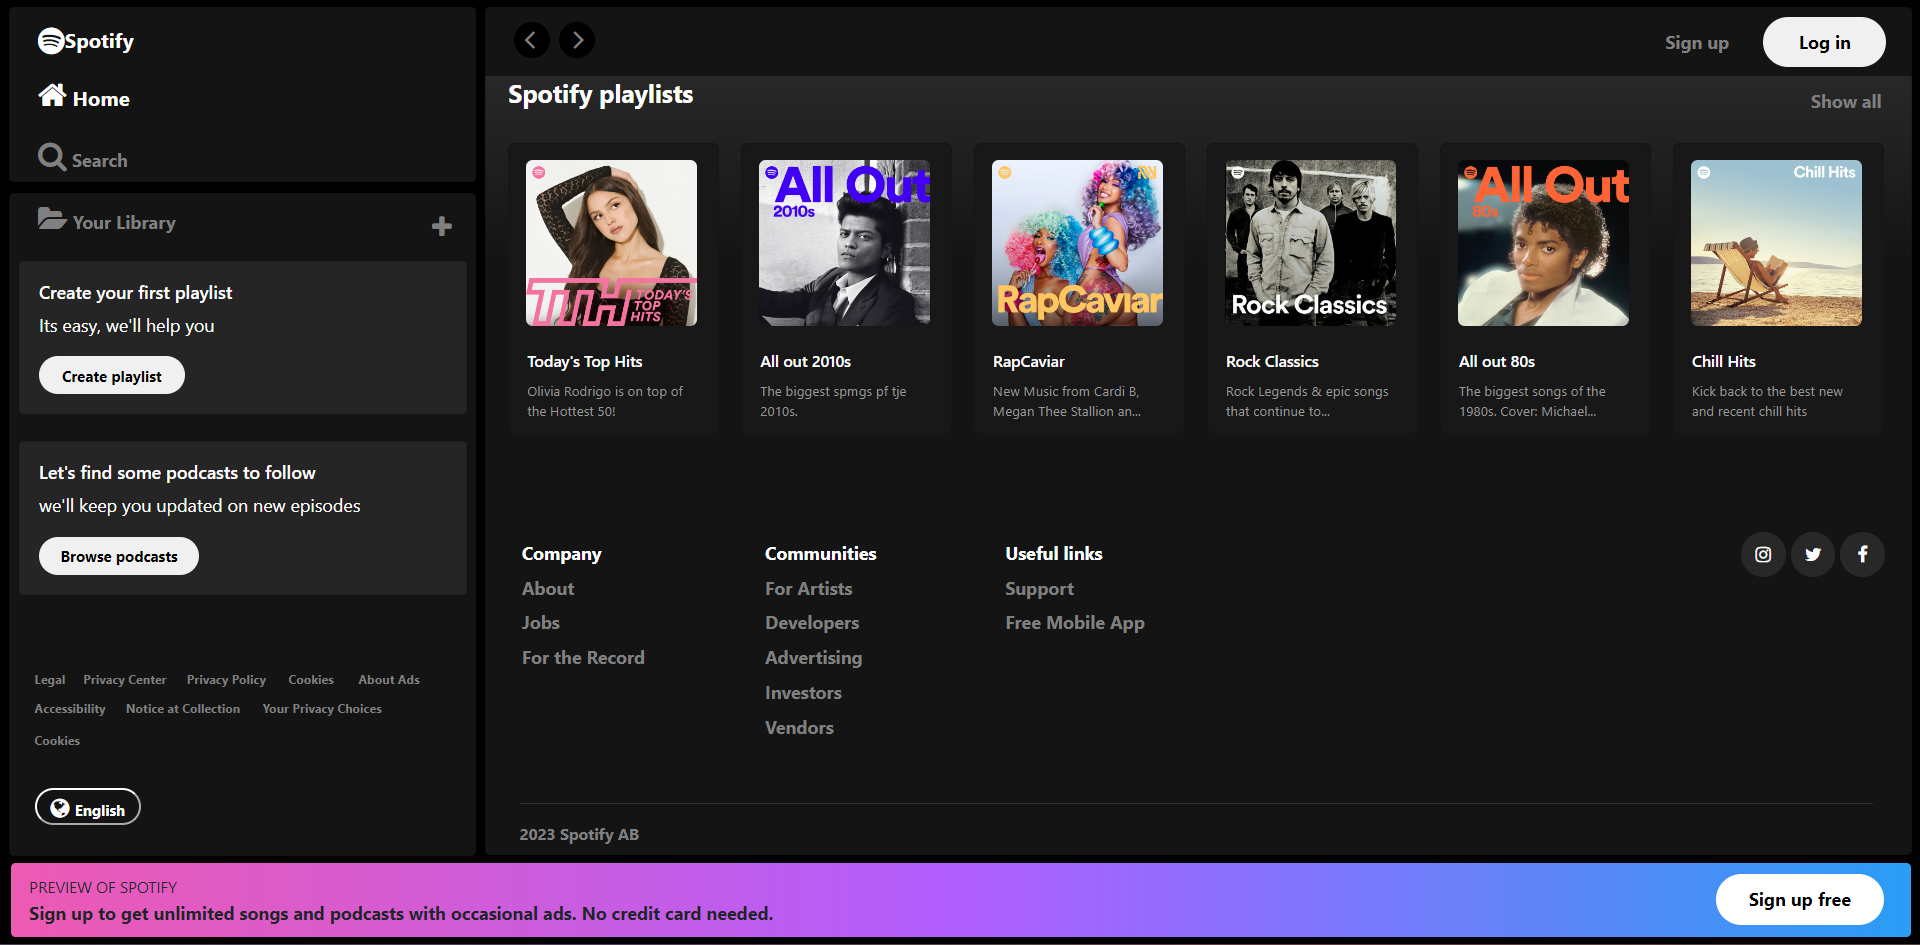 Spotify
Home
Search
Your Library
Create your first playlist
Its easy, we'll help you
Create playlist
Let's find some podcasts to follow
we'll keep you updated on new episodes
Browse podcasts
Legal Privacy Center Privacy Policy Cookies About Ads
Accessibility Notice at Collection Your Privacy Choices
Cookies
English
Sign up Log in
Spotify playlists
Show all
TTH TODAY'S
TOP
HITS
Today's Top Hits
Olivia Rodrigo is on top of
the Hottest 50!
All Out
2010s
All out 2010s
The biggest spmgs pf tje
2010s.
RapCaviar
RapCaviar
New Music from Cardi B,
Megan Thee Stallion an...
Rock Classics
Rock Classics
Rock Legends & epic songs
that continue to...
All Out
80s
All out 80s
The biggest songs of the
1980s. Cover: Michael...
Chill Hits
Chill Hits
Kick back to the best new
and recent chill hits
Company
About
Jobs
For the Record
Communities
For Artists
Developers
Advertising
Investors
Vendors
Useful links
Support
Free Mobile App
2023 Spotify AB
PREVIEW OF SPOTIFY
Sign up to get unlimited songs and podcasts with occasional ads. No credit card needed.
Sign up free